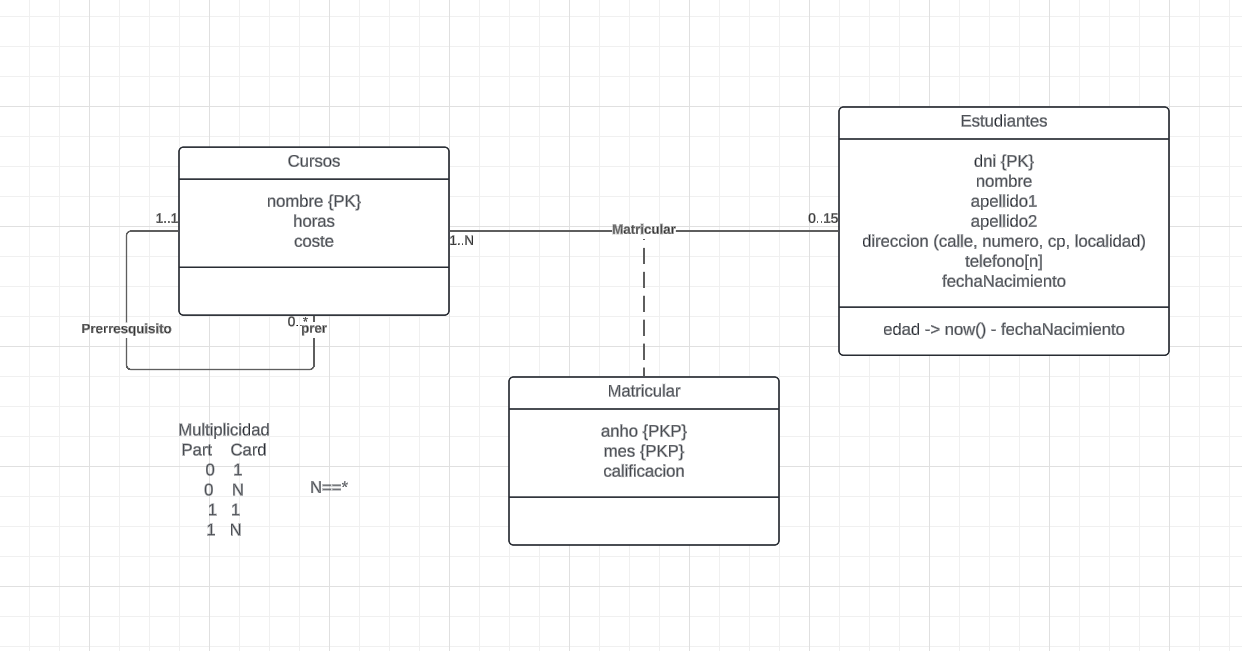 Cursos
nombre {PK}
horas
coste
1..1
1..N
Prerresquisito
0..*
prer
Matricular
0..15
Estudiantes
dni {PK}
nombre
apellido1
apellido2
direccion (calle, numero, cp, localidad)
telefono[n]
fechaNacimiento
edad -> now() - fechaNacimiento
Matricular
anho {PKP}
mes {PKP}
calificacion
Multiplicidad
Part Card
0 1
0 N
1 1
1 N
N==*